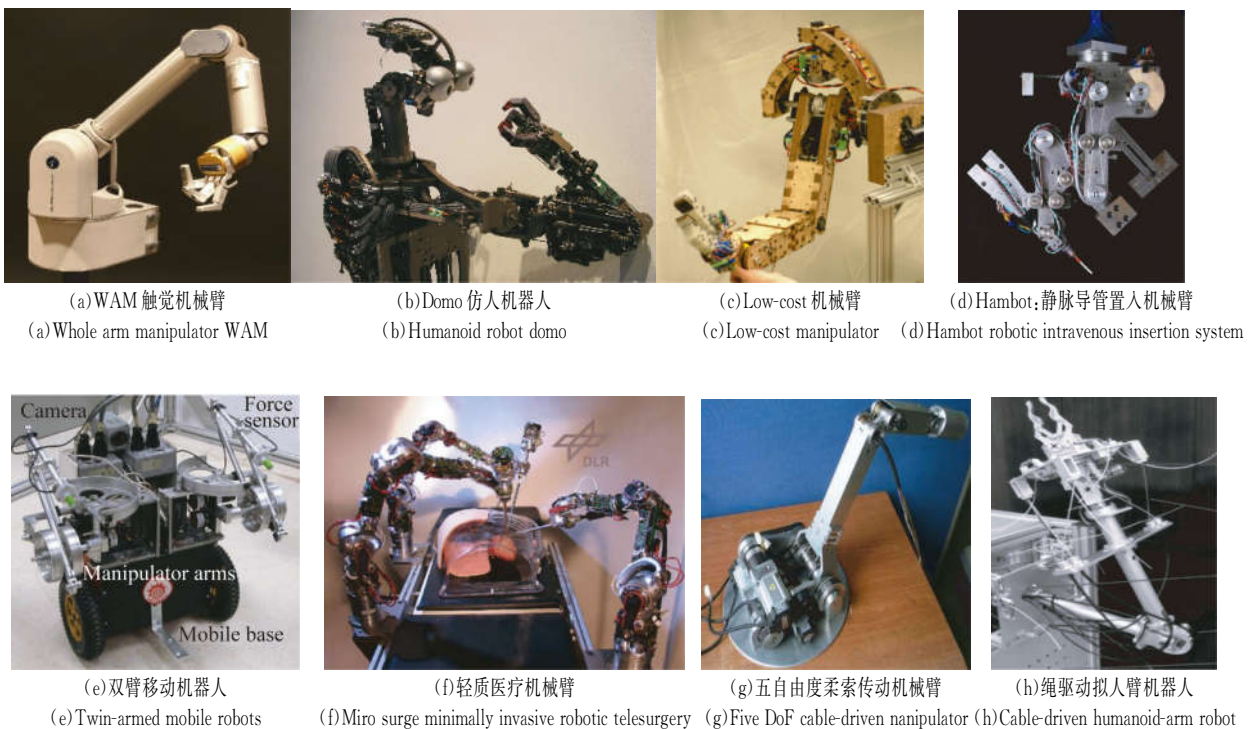 (a)WAM 触觉机械臂
(a)Whole arm manipulator WAM
(b)Domo 仿人机器人
(b)Humanoid robot domo
(c)Low-cost 机械臂
(c)Low-cost manipulator
(d)Hambot:静脉导管置入机械臂
(d)Hambot robotic intravenous insertion system
Camera
Force
sensor
Manipulator arms
Mobile base
DLR
(e)双臂移动机器人
(e)Twin-armed mobile robots
(f)轻质医疗机械臂
(f)Miro surge minimally invasive robotic telesurgery
(g)五自由度柔索传动机械臂
(g)Five DoF cable-driven nanipulator
(h)绳驱动拟人臂机器人
(h)Cable-driven humanoid-arm robot